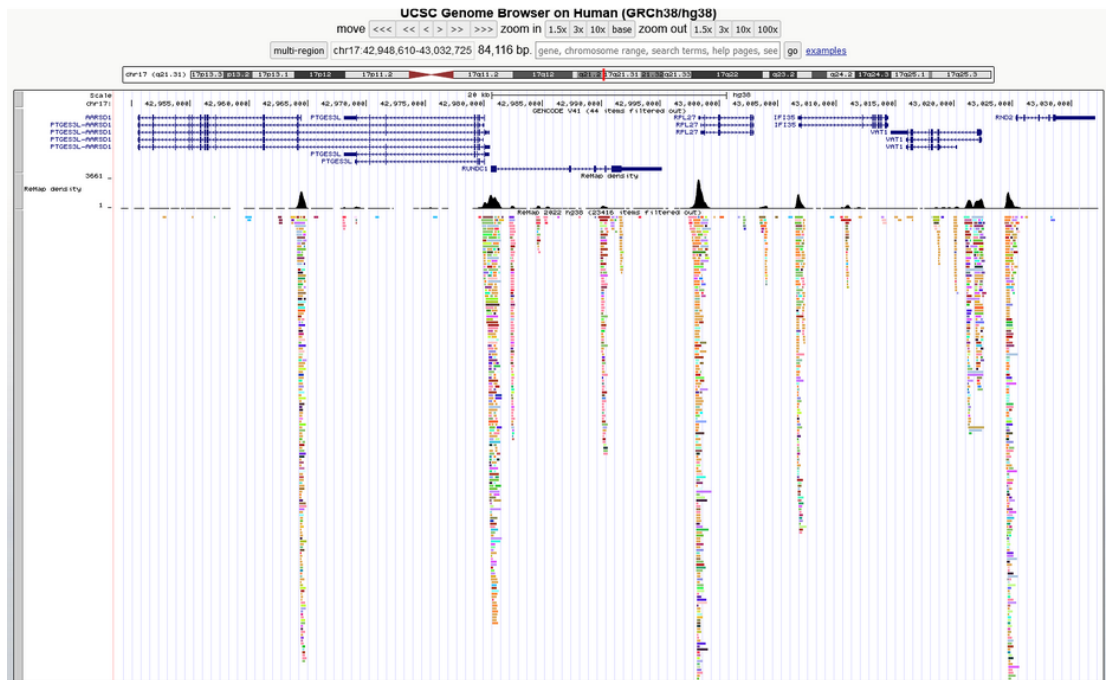 UCSC Genome Browser on Human (GRCh38/hg38)
move <<< << < > >> >>> zoom in 1.5x 3x 10x base zoom out 1.5x 3x 10x 100x
multi-region chr17:42,948,610-43,032,725 84,116 bp. gene, chromosome range, search terms, help pages, see go examples
chr17 (q21.31) 17p13.3 p13.2 17p13.1 17p12 17p11.2 17q11.2 17q12 q21.2 17q21.31 21.32 q21.33 17q22 q23.2 q24.2 17q24.3 17q25.1 17q25.3
Scale 20 kb hg38
chr17: 42,955,000 42,960,000 42,965,000 42,970,000 42,975,000 42,980,000 42,985,000 42,990,000 42,995,000 43,000,000 43,005,000 43,010,000 43,015,000 43,020,000 43,025,000 43,030,000
GENCODE V41 (44 items filtered out)
AARSD1 PTGES3L RPL27 IFI35 RND2
PTGES3L-AARSD1 RPL27 IFI35
PTGES3L-AARSD1 RPL27 VAT1
PTGES3L-AARSD1 VAT1
PTGES3L-AARSD1 VAT1
PTGES3L
PTGES3L
RUNDC1
ReMap density
3661
ReMap density
1
ReMap 2022 hg38 (23416 items filtered out)